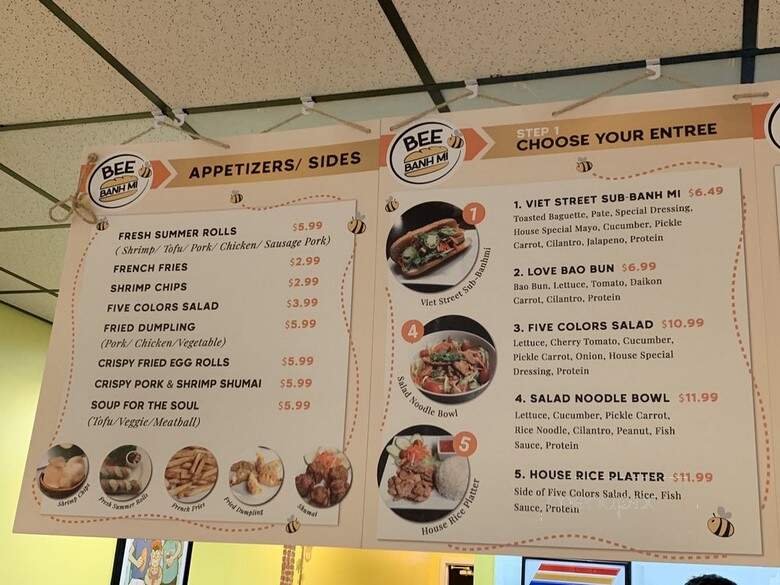 BEE
BANH MI
APPETIZERS/ SIDES
FRESH SUMMER ROLLS $5.99
( Shrimp/ Tofu/ Pork/ Chicken/ Sausage Pork)
FRENCH FRIES $2.99
SHRIMP CHIPS $2.99
FIVE COLORS SALAD $3.99
FRIED DUMPLING $5.99
(Pork/ Chicken/Vegetable)
CRISPY FRIED EGG ROLLS $5.99
CRISPY PORK & SHRIMP SHUMAI $5.99
SOUP FOR THE SOUL $5.99
(Tofu/Veggie/Meatball)
Shrimp Chips
Fresh Summer Rolls
French Fries
Fried Dumpling
Shumai
BEE
BANH MI
STEP 1
CHOOSE YOUR ENTREE
1
Viet Street Sub-Banhmi
4
Salad Noodle Bowl
5
House Rice Platter
1. VIET STREET SUB-BANH MI $6.49
Toasted Baguette, Pate, Special Dressing,
House Special Mayo, Cucumber, Pickle
Carrot, Cilantro, Jalapeno, Protein
2. LOVE BAO BUN $6.99
Bao Bun, Lettuce, Tomato, Daikon
Carrot, Cilantro, Protein
3. FIVE COLORS SALAD $10.99
Lettuce, Cherry Tomato, Cucumber,
Pickle Carrot, Onion, House Special
Dressing, Protein
4. SALAD NOODLE BOWL $11.99
Lettuce, Cucumber, Pickle Carrot,
Rice Noodle, Cilantro, Peanut, Fish
Sauce, Protein
5. HOUSE RICE PLATTER $11.99
Side of Five Colors Salad, Rice, Fish
Sauce, Protein